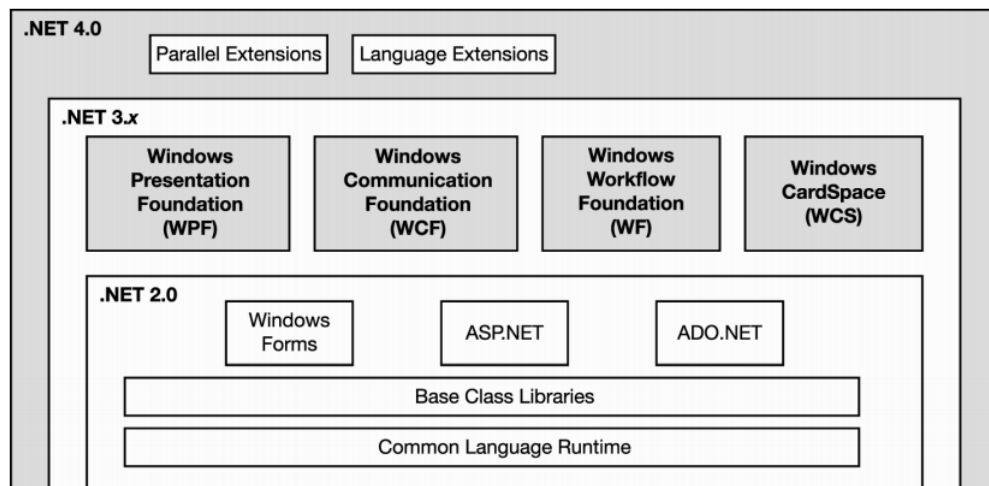 .NET 4.0
Parallel Extensions
Language Extensions
.NET 3.x
Windows
Presentation
Foundation
(WPF)
Windows
Communication
Foundation
(WCF)
Windows
Workflow
Foundation
(WF)
Windows
CardSpace
(WCS)
.NET 2.0
Windows
Forms
ASP.NET
ADO.NET
Base Class Libraries
Common Language Runtime